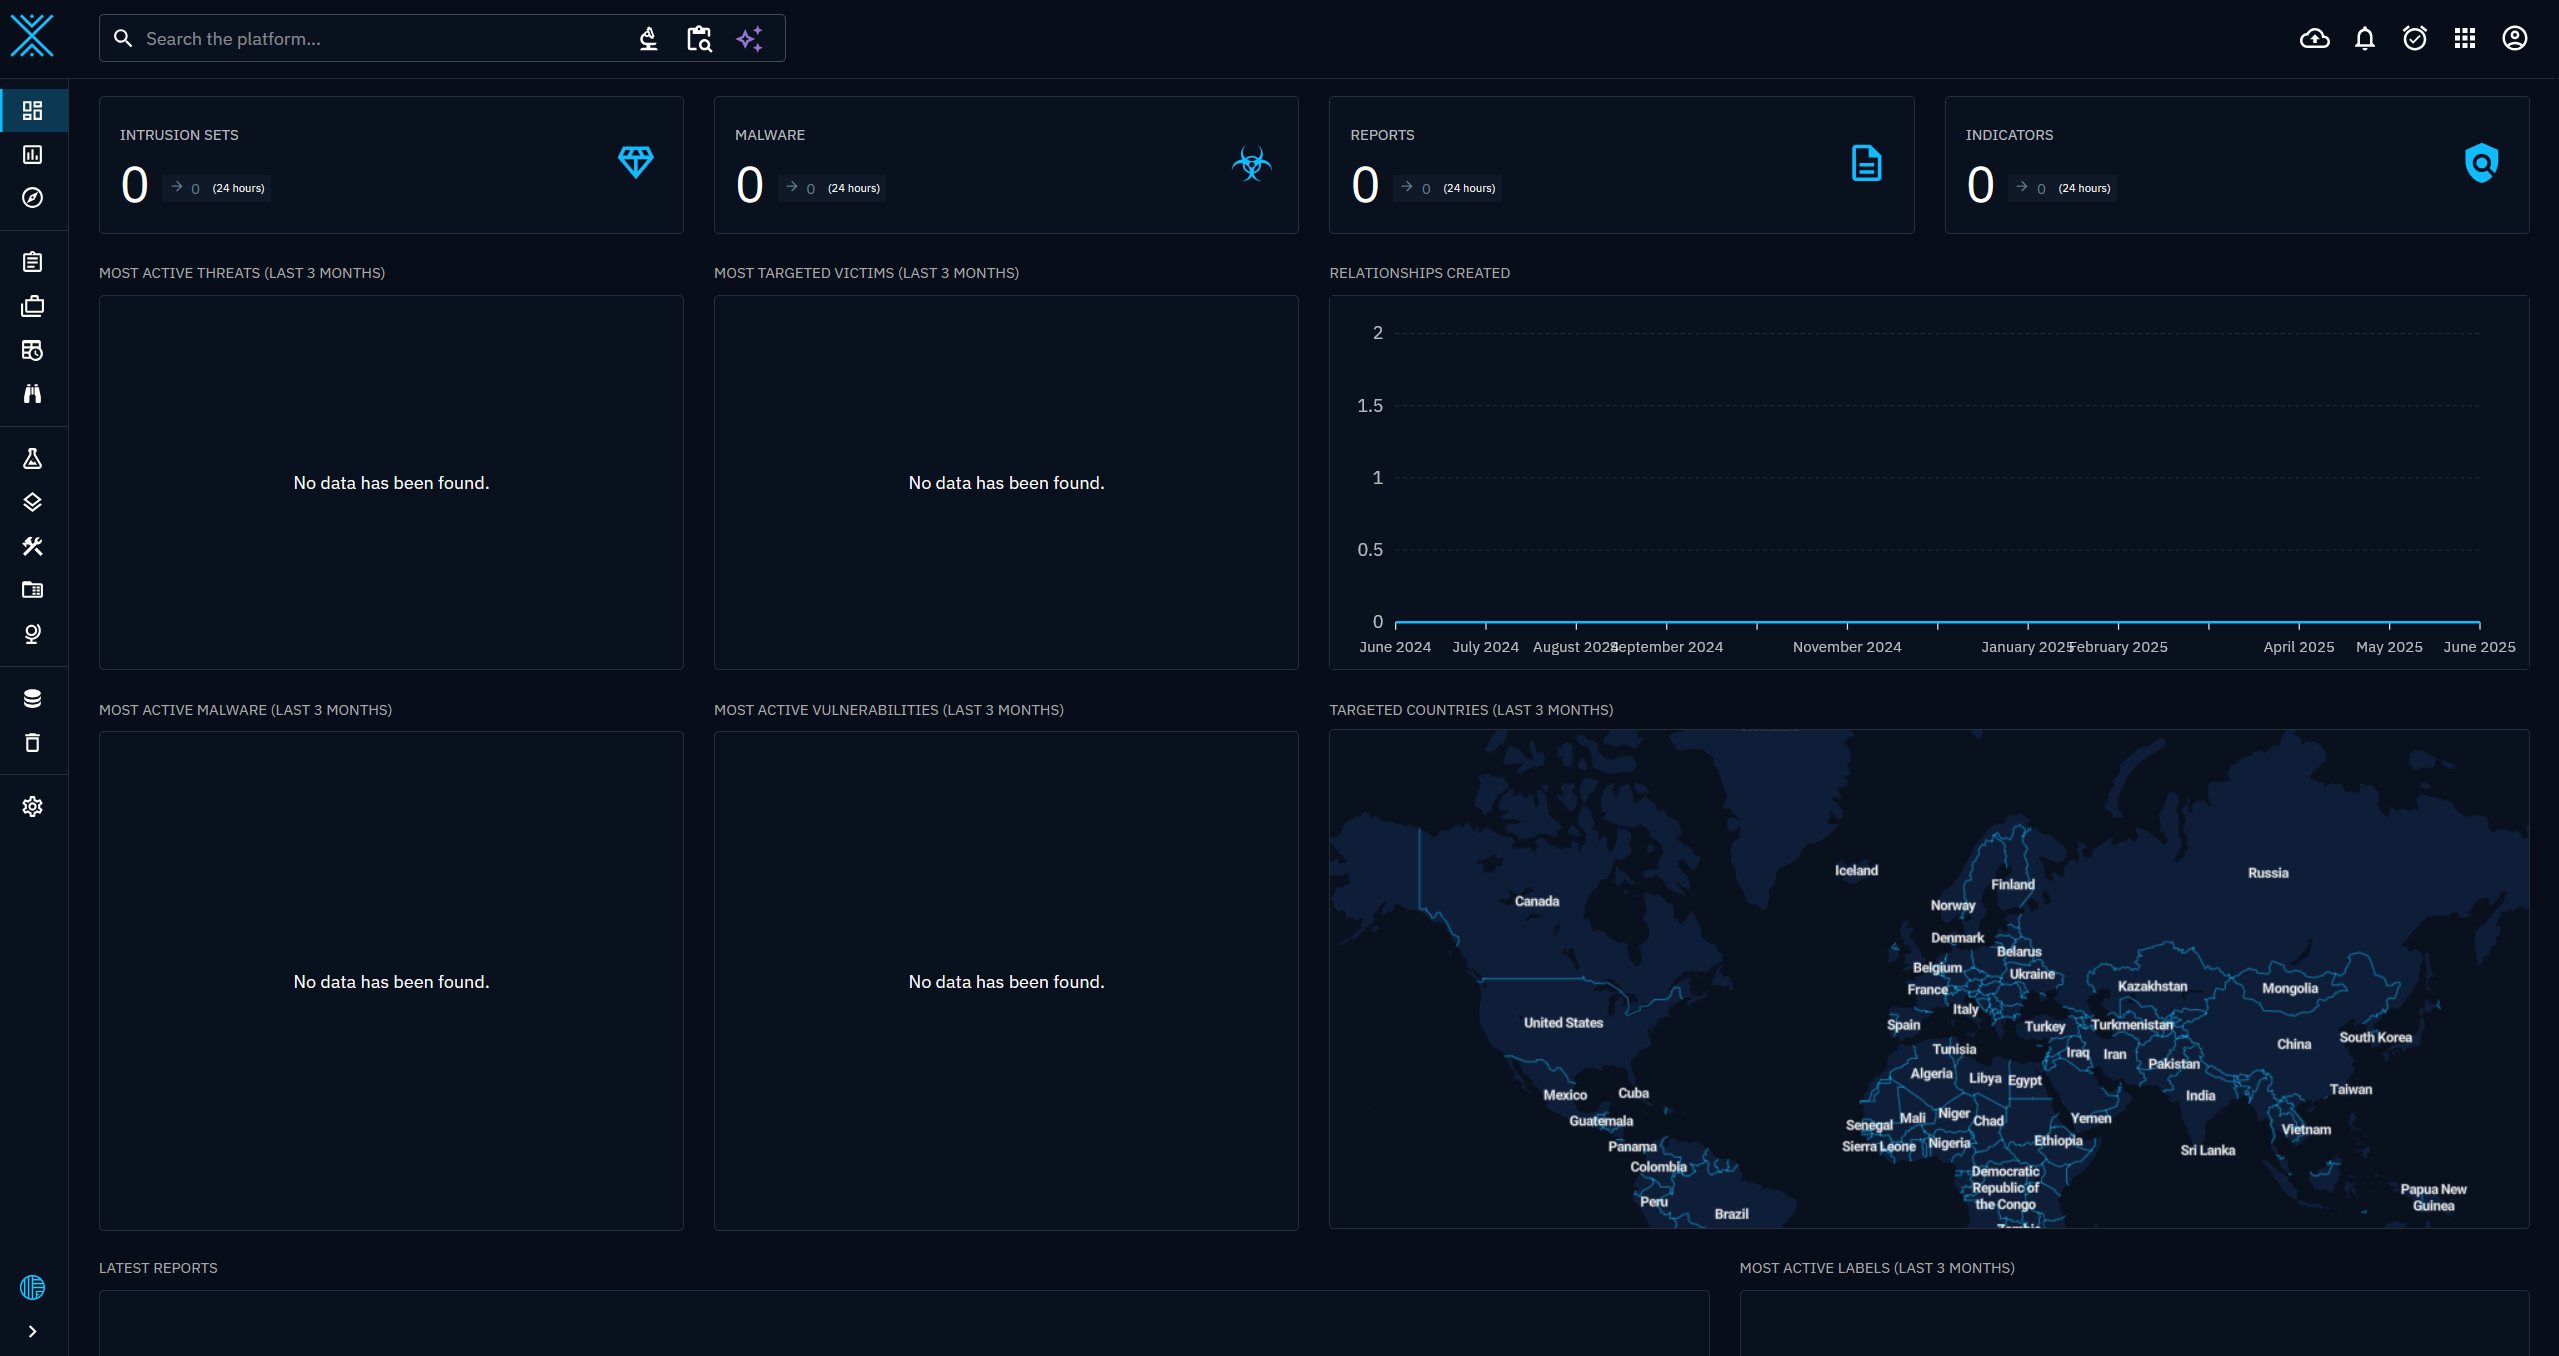 Search the platform...
INTRUSION SETS
0 0 (24 hours)
MALWARE
0 0 (24 hours)
REPORTS
0 0 (24 hours)
INDICATORS
0 0 (24 hours)
MOST ACTIVE THREATS (LAST 3 MONTHS)
No data has been found.
MOST TARGETED VICTIMS (LAST 3 MONTHS)
No data has been found.
RELATIONSHIPS CREATED
2
1.5
1
0.5
0
June 2024 July 2024 August 2024 September 2024 November 2024 January 2025 February 2025 April 2025 May 2025 June 2025
MOST ACTIVE MALWARE (LAST 3 MONTHS)
No data has been found.
MOST ACTIVE VULNERABILITIES (LAST 3 MONTHS)
No data has been found.
TARGETED COUNTRIES (LAST 3 MONTHS)
Iceland
Russia
Finland
Canada
Norway
Denmark
Belarus
Belgium
Ukraine
Kazakhstan
Mongolia
France
Italy
United States
Spain
Turkey
Turkmenistan
South Korea
China
Tunisia
Iraq
Iran
Pakistan
Algeria
Libya
Egypt
Taiwan
Mexico
Cuba
India
Guatemala
Senegal
Mali
Niger
Chad
Yemen
Vietnam
Panama
Sierra Leone
Nigeria
Ethiopia
Sri Lanka
Colombia
Democratic
Republic of
the Congo
Papua New
Guinea
Peru
Brazil
Zambia
LATEST REPORTS
MOST ACTIVE LABELS (LAST 3 MONTHS)